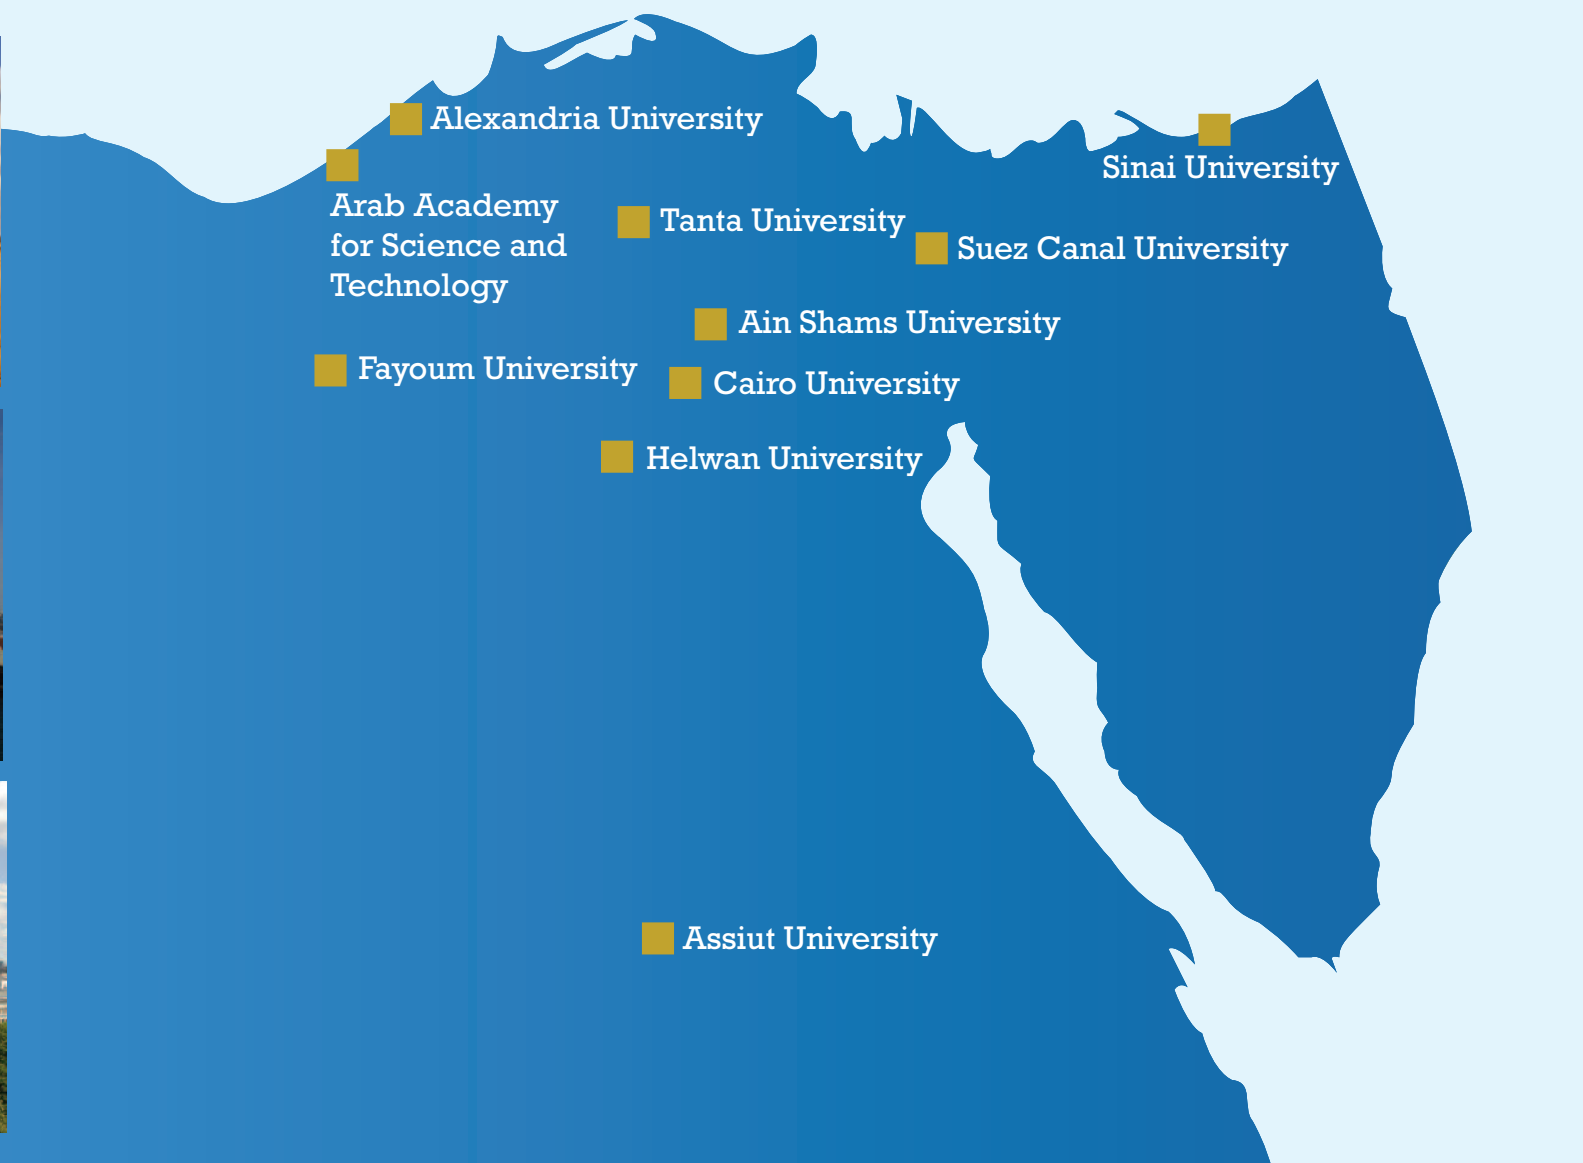 Alexandria University
Sinai University
Arab Academy
for Science and
Technology
Tanta University
Suez Canal University
Ain Shams University
Fayoum University
Cairo University
Helwan University
Assiut University